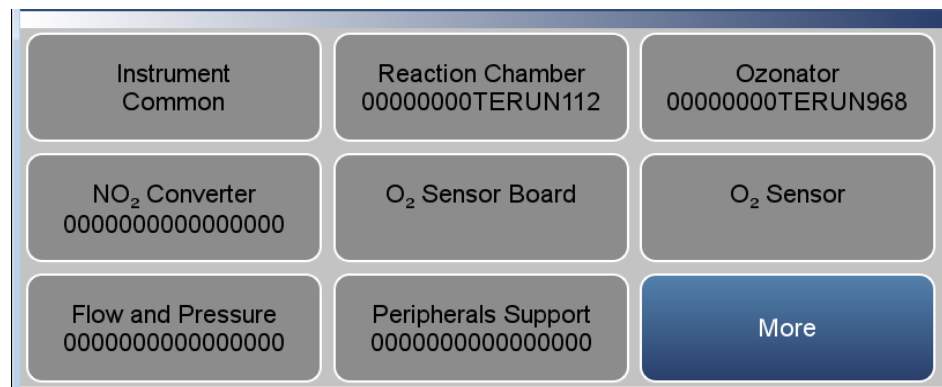 Instrument
Common
Reaction Chamber
00000000TERUN112
Ozonator
00000000TERUN968
NO₂ Converter
0000000000000000
O₂ Sensor Board
O₂ Sensor
Flow and Pressure
0000000000000000
Peripherals Support
0000000000000000
More